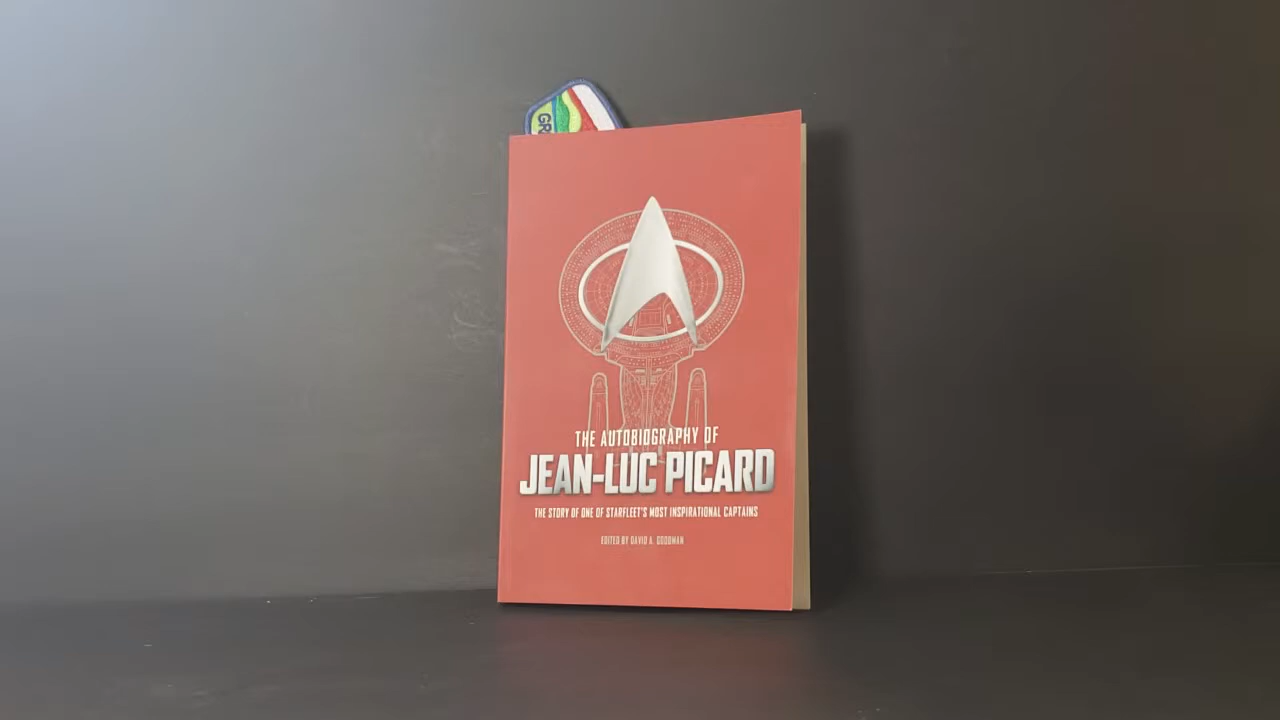 GR
THE AUTOBIOGRAPHY OF
JEAN-LUC PICARD
THE STORY OF ONE OF STARFLEET'S MOST INSPIRATIONAL CAPTAINS
EDITED BY DAVID A. GOODMAN